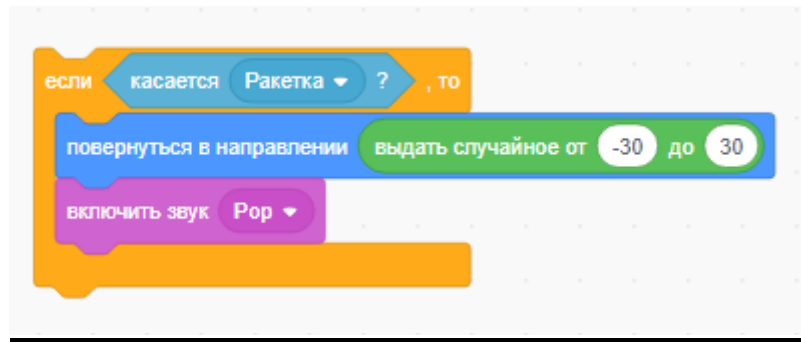 если касается Ракетка ? , то
повернуться в направлении выдать случайное от -30 до 30
включить звук Pop